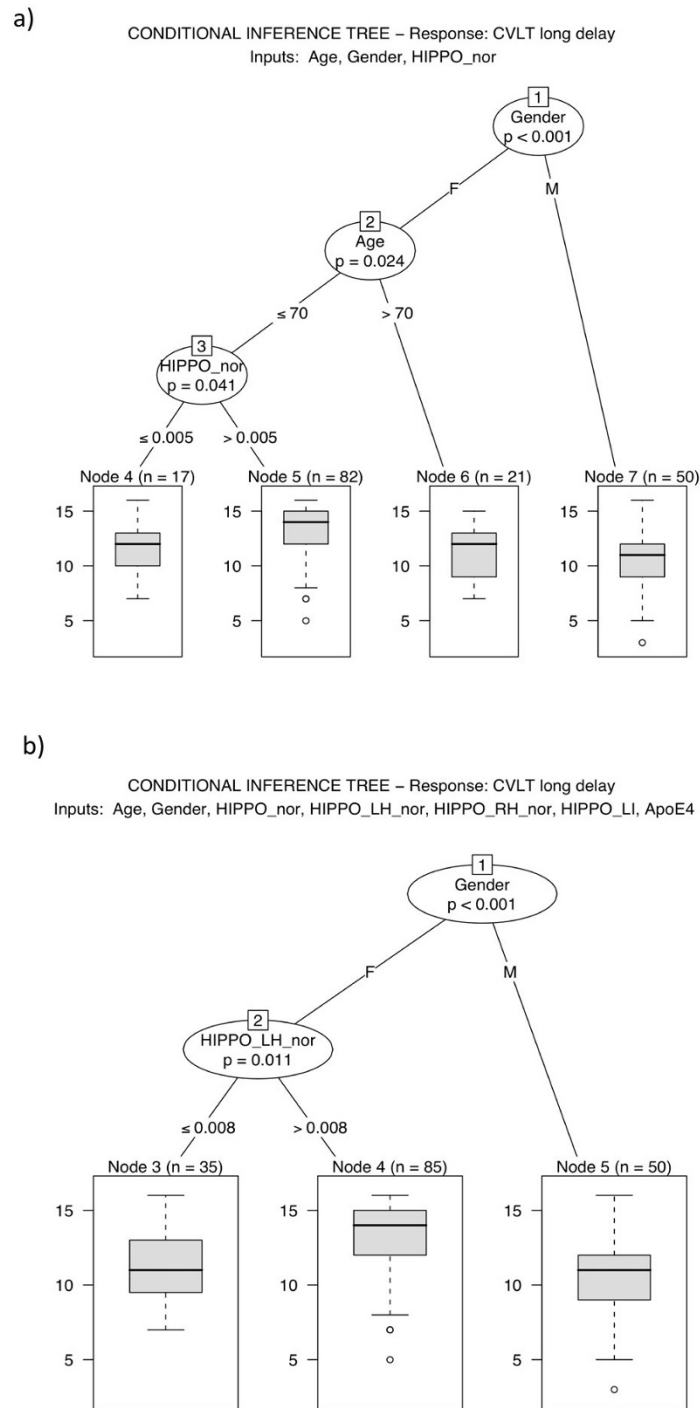 a)
CONDITIONAL INFERENCE TREE – Response: CVLT long delay
Inputs: Age, Gender, HIPPO_nor
1
Gender
p < 0.001
F
M
2
Age
p = 0.024
≤ 70
> 70
3
HIPPO_nor
p = 0.041
≤ 0.005
> 0.005
Node 4 (n = 17)
Node 5 (n = 82)
Node 6 (n = 21)
Node 7 (n = 50)
15
10
5
15
10
5
15
10
5
15
10
5
b)
CONDITIONAL INFERENCE TREE – Response: CVLT long delay
Inputs: Age, Gender, HIPPO_nor, HIPPO_LH_nor, HIPPO_RH_nor, HIPPO_LI, ApoE4
1
Gender
p < 0.001
F
M
2
HIPPO_LH_nor
p = 0.011
≤ 0.008
> 0.008
Node 3 (n = 35)
Node 4 (n = 85)
Node 5 (n = 50)
15
10
5
15
10
5
15
10
5